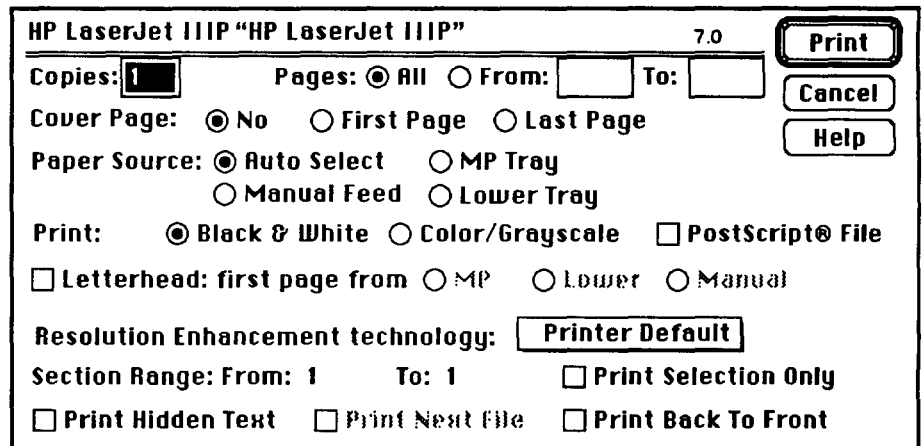 HP LaserJet IIIP “HP LaserJet IIIP” 7.0 Print
Copies: 1 Pages: All From: To:
Cancel
Cover Page: No First Page Last Page
Help
Paper Source: Auto Select MP Tray
Manual Feed Lower Tray
Print: Black & White Color/Grayscale PostScript® File
Letterhead: first page from MP Lower Manual
Resolution Enhancement technology: Printer Default
Section Range: From: 1 To: 1 Print Selection Only
Print Hidden Text Print Next File Print Back To Front